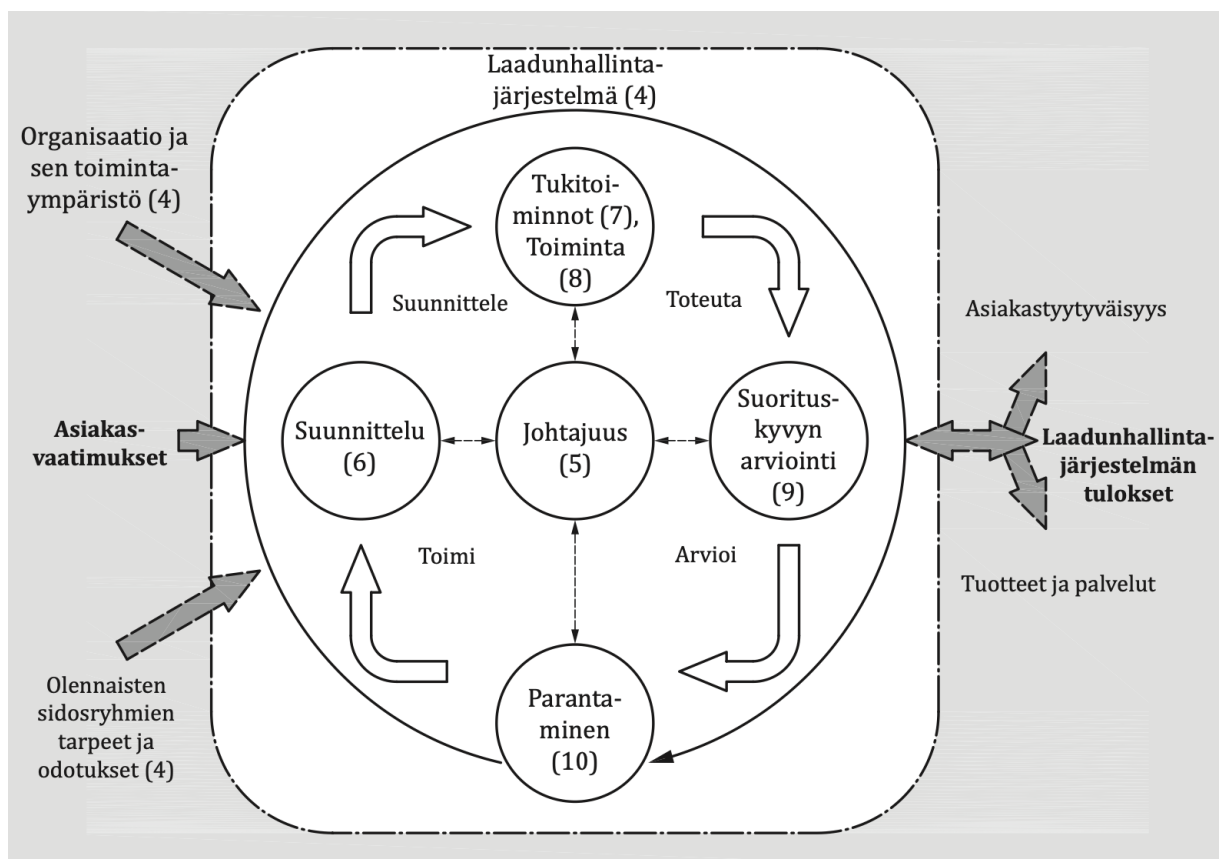 Laadunhallinta-
järjestelmä (4)
Organisaatio ja
sen toiminta-
ympäristö (4)
Tukitoi-
minnot (7),
Toiminta
(8)
Suunnittele
Toteuta
Asiakastyytyväisyys
Asiakas-
vaatimukset
Suunnittelu
(6)
Johtajuus
(5)
Suoritus-
kyvyn
arviointi
(9)
Laadunhallinta-
järjestelmän
tulokset
Toimi
Arvioi
Tuotteet ja palvelut
Olennaisten
sidosryhmien
tarpeet ja
odotukset (4)
Paranta-
minen
(10)